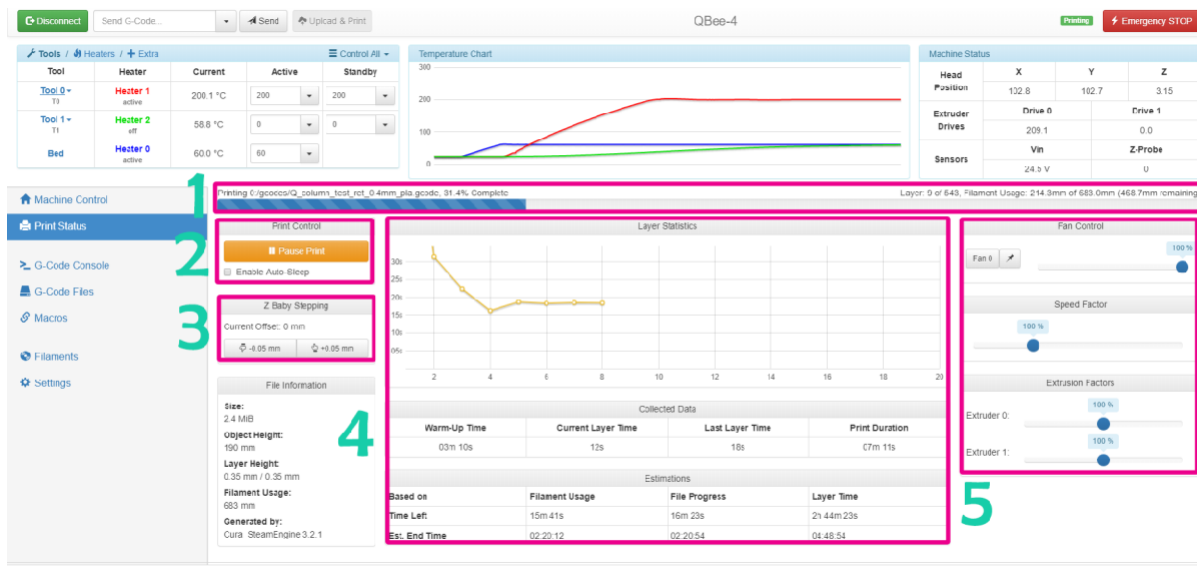 Disconnect Send G-Code... Send Upload & Print QBee-4 Printing Emergency STOP
Tools / Heaters / Extra Control All
Tool Heater Current Active Standby
Tool 0 Heater 1 200.1 °C 200 200
T0 active
Tool 1 Heater 2 58.8 °C 0 0
T1 off
Bed Heater 0 60.0 °C 60
active
Temperature Chart
300
200
100
0
Machine Status
Head Position X Y Z
102.8 102.7 3.15
Extruder Drives Drive 0 Drive 1
209.1 0.0
Sensors Vin Z-Probe
24.5 V 0
Machine Control
Print Status
G-Code Console
G-Code Files
Macros
Filaments
Settings
1
Printing 0:/gcodes/Q_column_test_ret_0.4mm_pla.gcode, 31.4% Complete Layer: 9 of 543, Filament Usage: 214.3mm of 683.0mm (468.7mm remaining
2
Print Control
Pause Print
Enable Auto-Sleep
3
Z Baby Stepping
Current Offset: 0 mm
-0.05 mm +0.05 mm
File Information
Size:
2.4 MiB
Object Height:
190 mm
Layer Height:
0.35 mm / 0.35 mm
Filament Usage:
683 mm
Generated by:
Cura_SteamEngine 3.2.1
4
Layer Statistics
30s
25s
20s
15s
10s
05s
2 4 6 8 10 12 14 16 18 20
Collected Data
Warm-Up Time Current Layer Time Last Layer Time Print Duration
03m 10s 12s 18s 07m 11s
Estimations
Based on Filament Usage File Progress Layer Time
Time Left 15m 41s 16m 23s 2h 44m 23s
Est. End Time 02:20:12 02:20:54 04:48:54
Fan Control
100 %
Fan 0
Speed Factor
100 %
Extrusion Factors
100 %
Extruder 0:
100 %
Extruder 1:
5